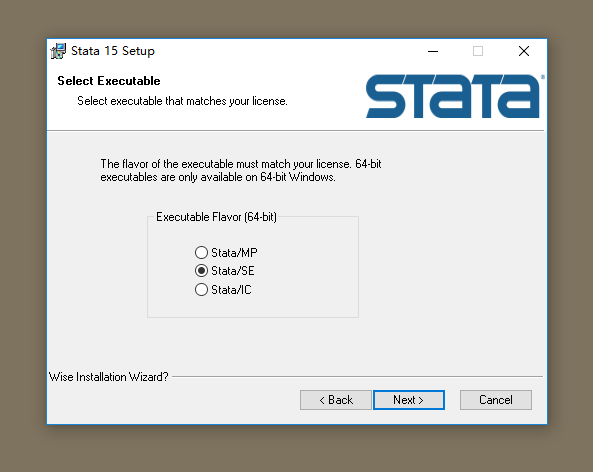 Stata 15 Setup
Select Executable
Select executable that matches your license.
STATA
The flavor of the executable must match your license. 64-bit
executables are only available on 64-bit Windows.
Executable Flavor (64-bit)
Stata/MP
Stata/SE
Stata/IC
Wise Installation Wizard?
< Back
Next >
Cancel